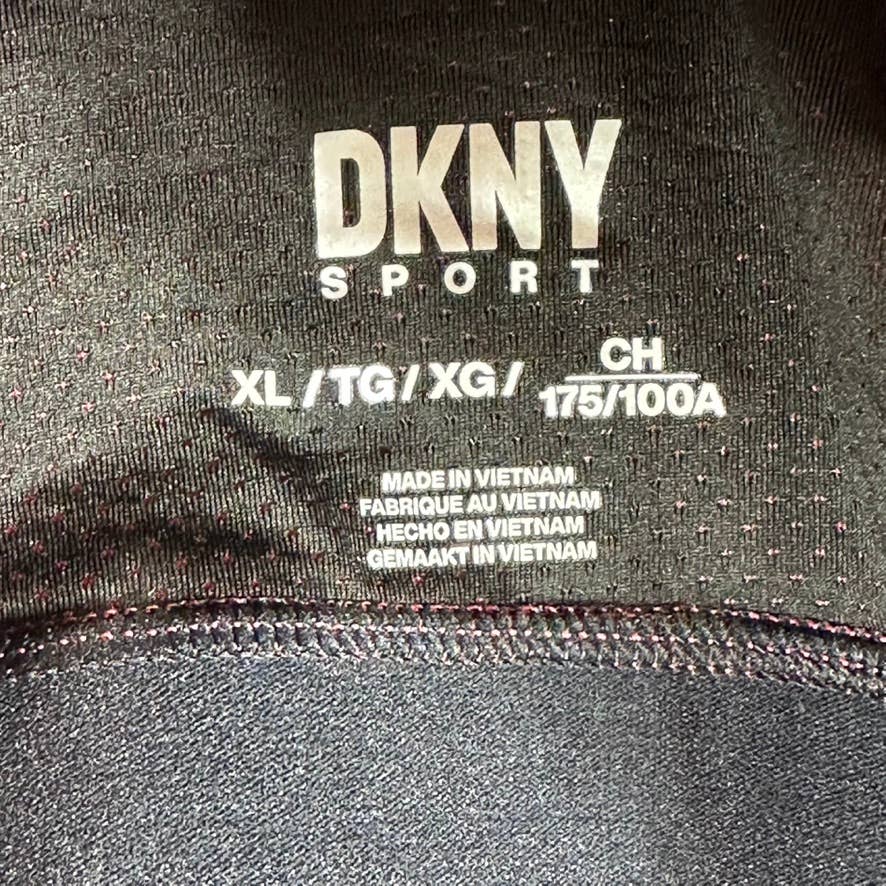 DKNY
SPORT
XL/TG/XG/ CH
175/100A
MADE IN VIETNAM
FABRIQUE AU VIETNAM
HECHO EN VIETNAM
GEMAAKT IN VIETNAM